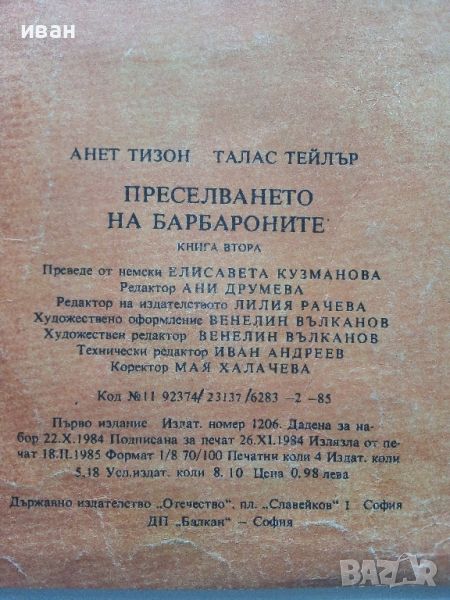 иван
АНЕТ ТИЗОН ТАЛАС ТЕЙЛЪР
ПРЕСЕЛВАНЕТО
НА БАРБАРОНИТЕ
КНИГА ВТОРА
Преведе от немски ЕЛИСАВЕТА КУЗМАНОВА
Редактор АНИ ДРУМЕВА
Редактор на издателството ЛИЛИЯ РАЧЕВА
Художествено оформление ВЕНЕЛИН ВЪЛКАНОВ
Художествен редактор ВЕНЕЛИН ВЪЛКАНОВ
Технически редактор ИВАН АНДРЕЕВ
Коректор МАЯ ХАЛАЧЕВА
Код №11 92374/23137/6283 -2 -85
Първо издание Издат. номер 1206. Дадена за на-
бор 22.X.1984 Подписана за печат 26.XI.1984 Излязла от пе-
чат 18.II.1985 Формат 1/8 70/100 Печатни коли 4 Издат. коли
5,18 Усл.издат. коли 8.10 Цена 0,98 лева
Държавно издателство „Отечество", пл. „Славейков" 1 София
ДП „Балкан" – София
BAZAR